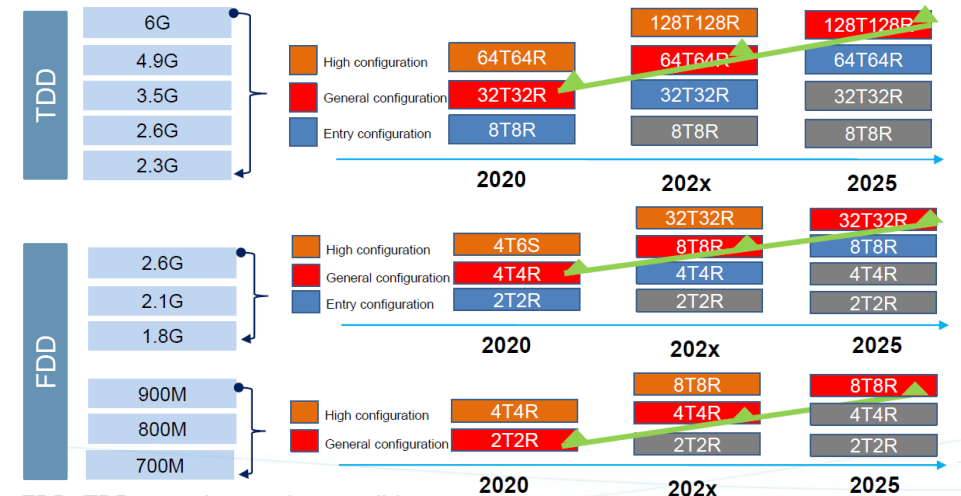 TDD
6G
4.9G
3.5G
2.6G
2.3G
High configuration
General configuration
Entry configuration
64T64R
32T32R
8T8R
128T128R
64T64R
32T32R
8T8R
128T128R
64T64R
32T32R
8T8R
2020
202x
2025
FDD
2.6G
2.1G
1.8G
High configuration
General configuration
Entry configuration
4T6S
4T4R
2T2R
32T32R
8T8R
4T4R
2T2R
32T32R
8T8R
4T4R
2T2R
2020
202x
2025
900M
800M
700M
High configuration
General configuration
4T4R
2T2R
8T8R
4T4R
2T2R
8T8R
4T4R
2T2R
2020
202x
2025